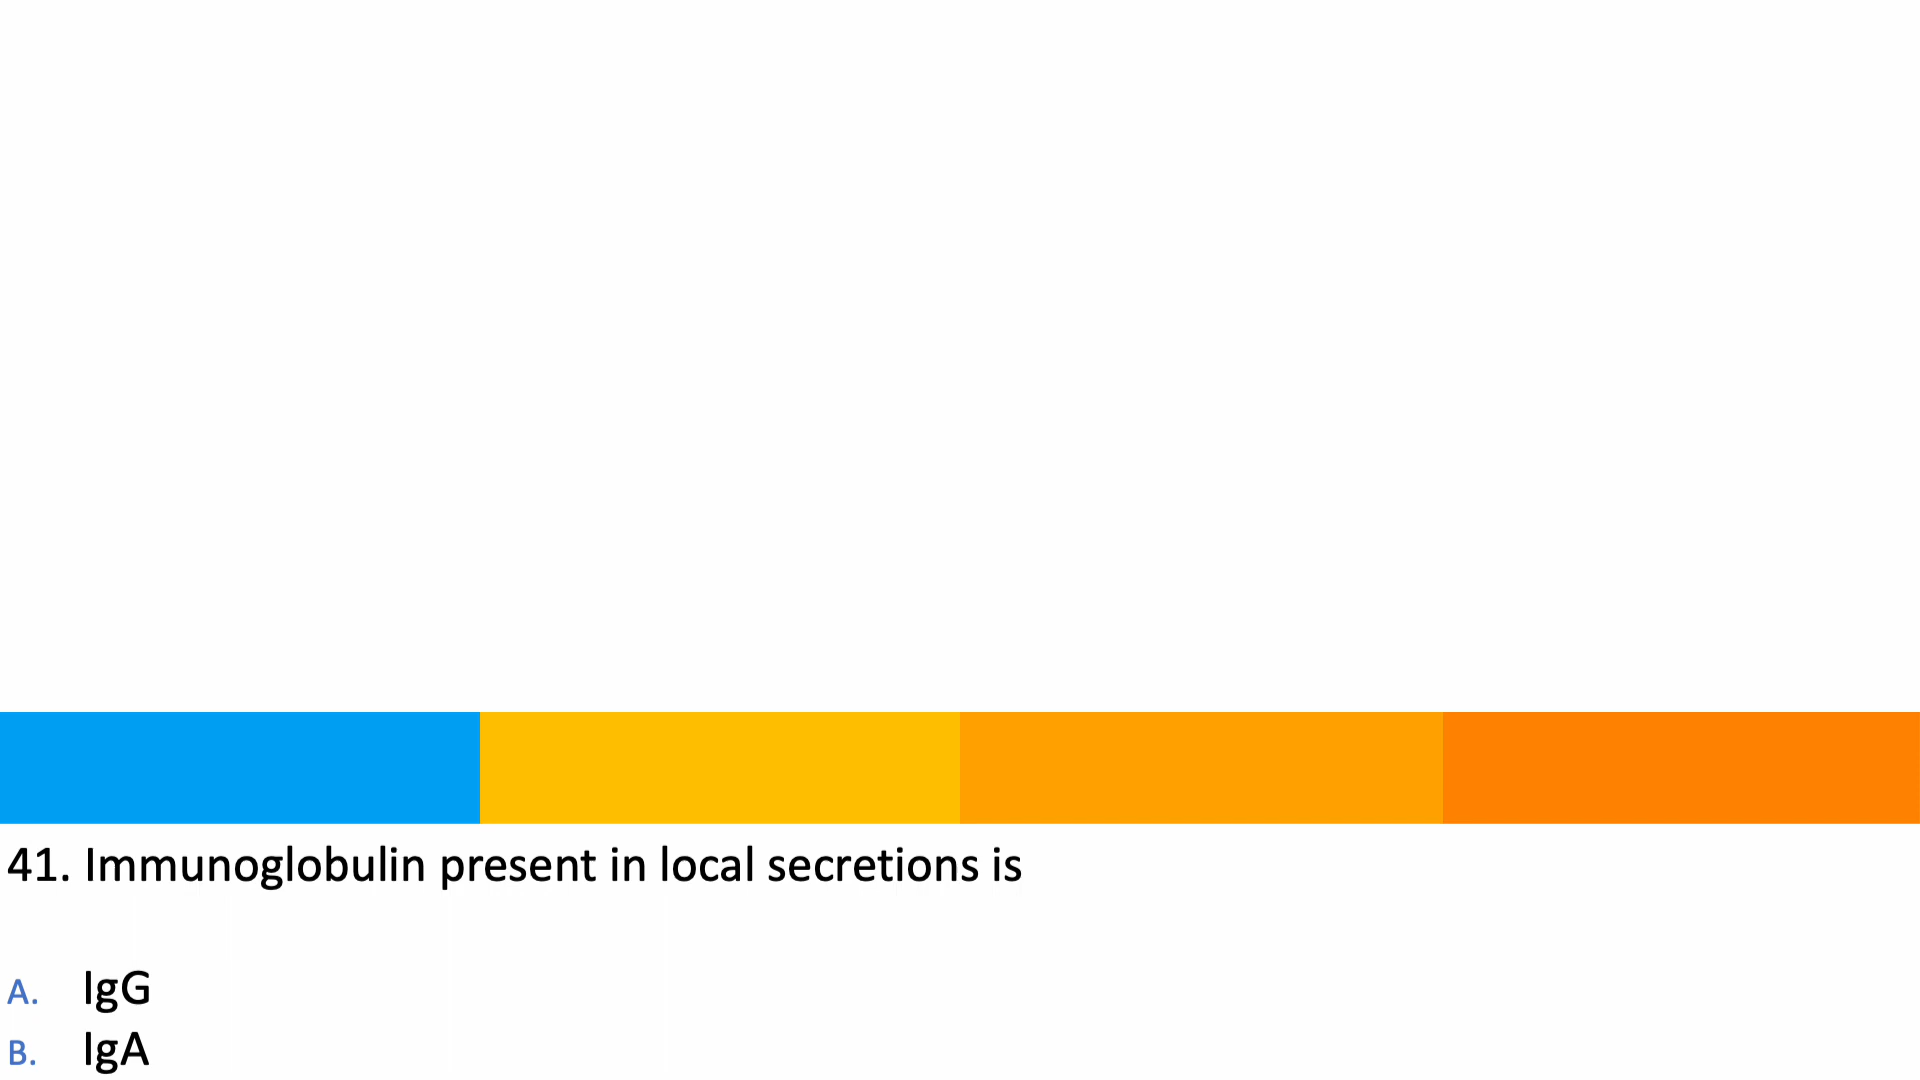 41. Immunoglobulin present in local secretions is
A. IgG
B. IgA